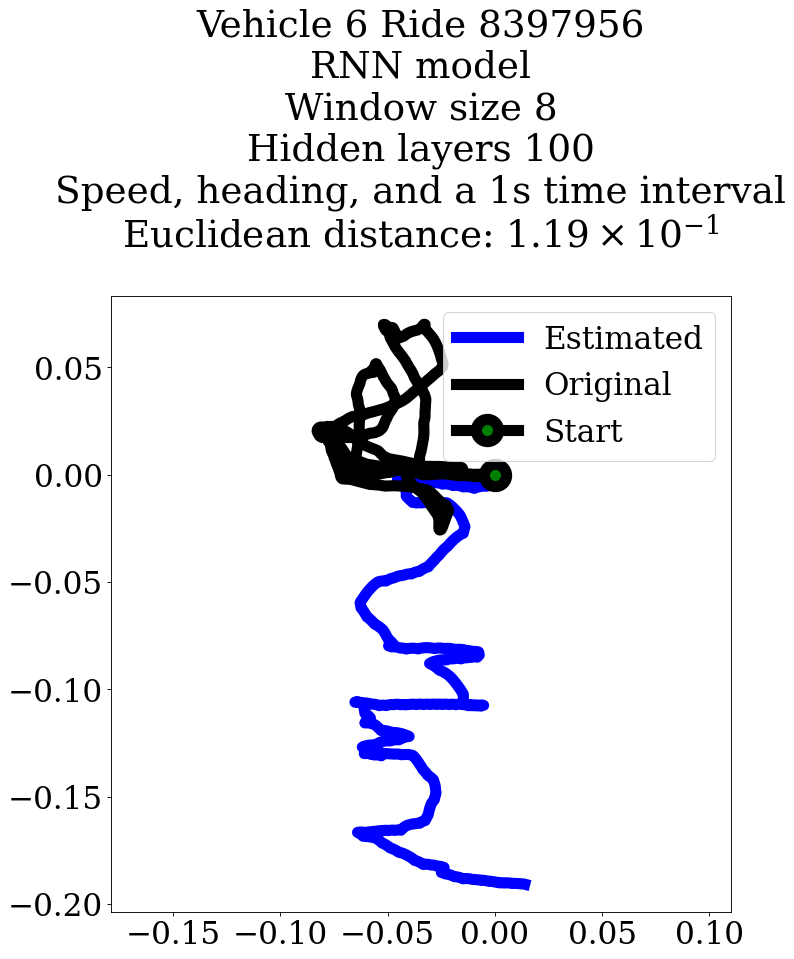 Vehicle 6 Ride 8397956
RNN model
Window size 8
Hidden layers 100
Speed, heading, and a 1s time interval
Euclidean distance: 1.19 × 10⁻¹
Estimated
Original
Start
0.05
0.00
−0.05
−0.10
−0.15
−0.20
−0.15 −0.10 −0.05 0.00 0.05 0.10